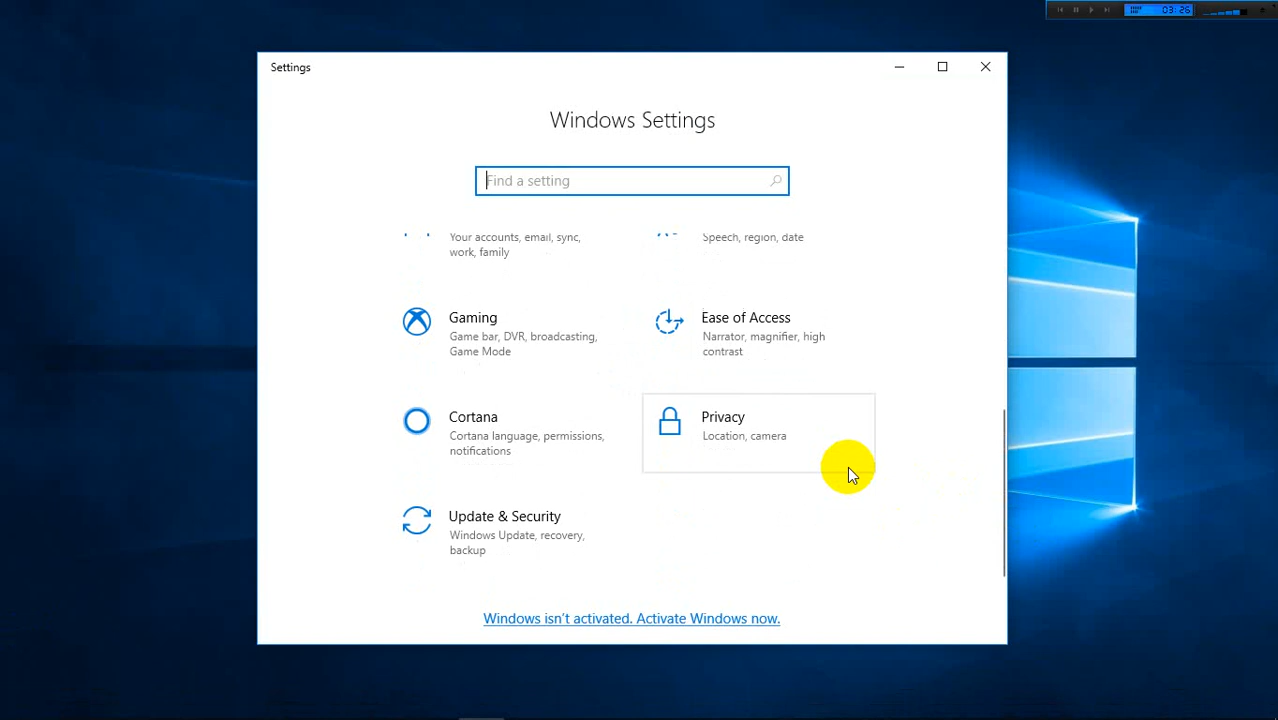 03:26
Settings
Windows Settings
Find a setting
Your accounts, email, sync,
work, family
Speech, region, date
Gaming
Game bar, DVR, broadcasting,
Game Mode
Ease of Access
Narrator, magnifier, high
contrast
Cortana
Cortana language, permissions,
notifications
Privacy
Location, camera
Update & Security
Windows Update, recovery,
backup
Windows isn't activated. Activate Windows now.